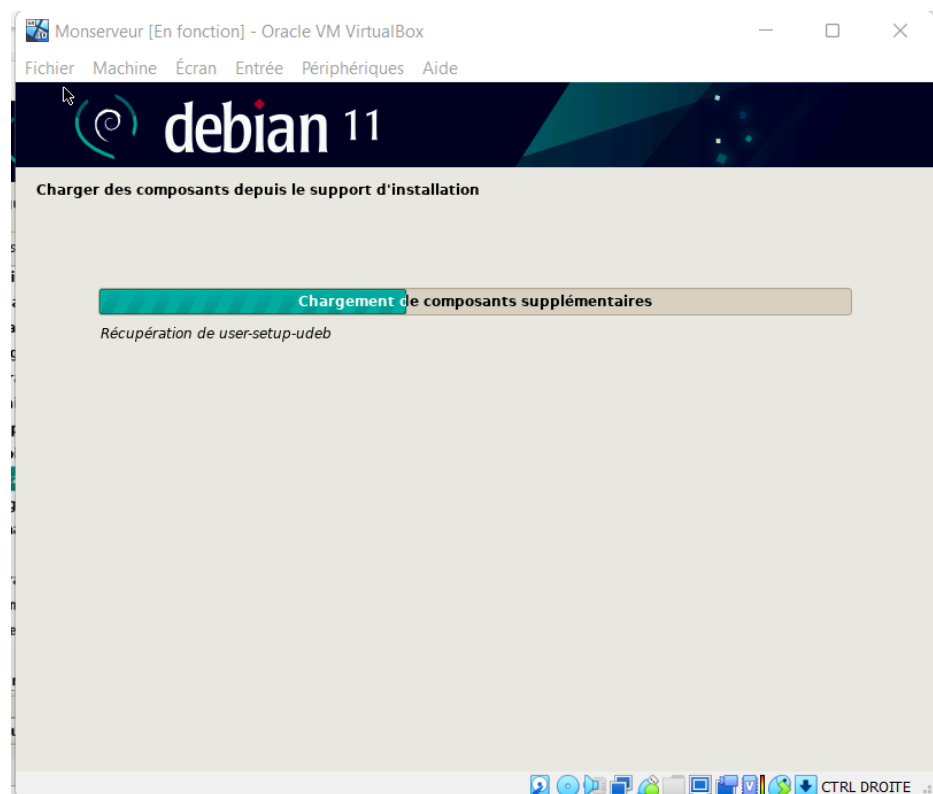 Monserveur [En fonction] - Oracle VM VirtualBox
Fichier Machine Écran Entrée Périphériques Aide
debian 11
Charger des composants depuis le support d'installation
Chargement de composants supplémentaires
Récupération de user-setup-udeb
CTRL DROITE